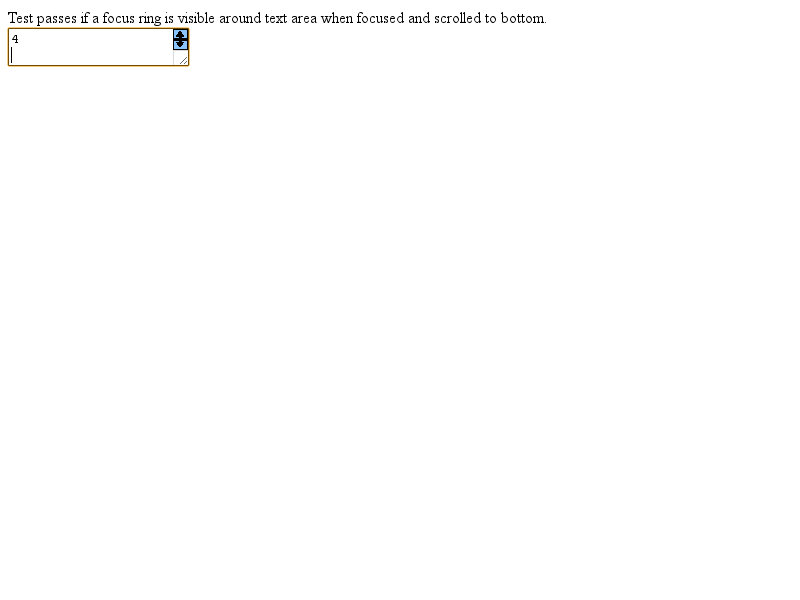 Test passes if a focus ring is visible around text area when focused and scrolled to bottom.
4